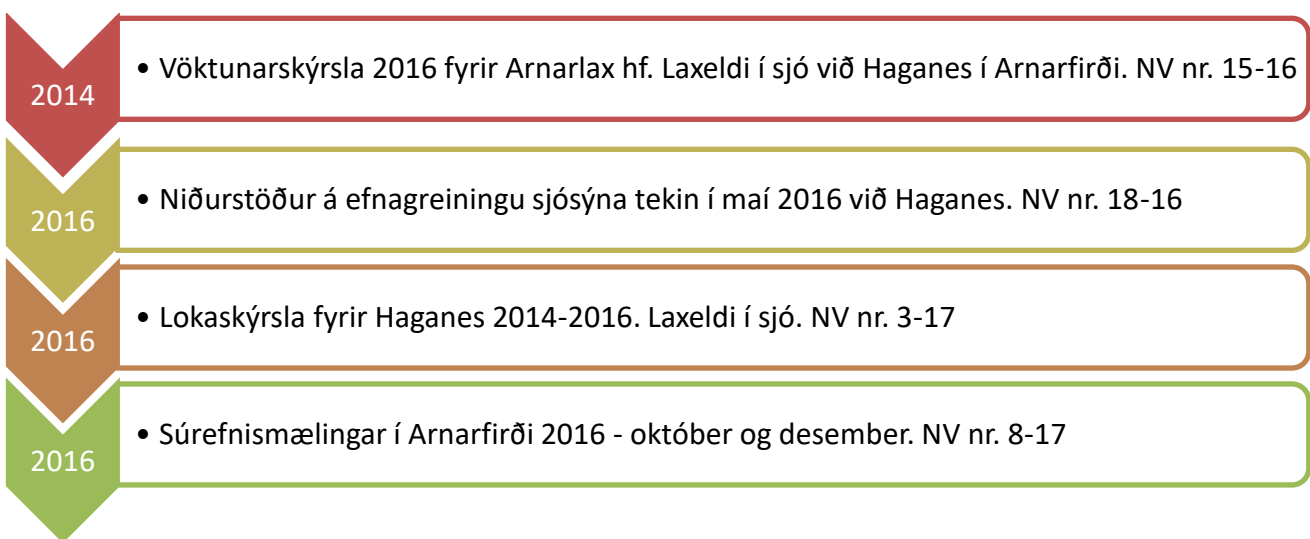 2014
• Vöktunarskýrsla 2016 fyrir Arnarlax hf. Laxeldi í sjó við Haganes í Arnarfirði. NV nr. 15-16
2016
• Niðurstöður á efnagreiningu sjósýna tekin í maí 2016 við Haganes. NV nr. 18-16
2016
• Lokaskýrsla fyrir Haganes 2014-2016. Laxeldi í sjó. NV nr. 3-17
2016
• Súrefnismælingar í Arnarfirði 2016 - október og desember. NV nr. 8-17